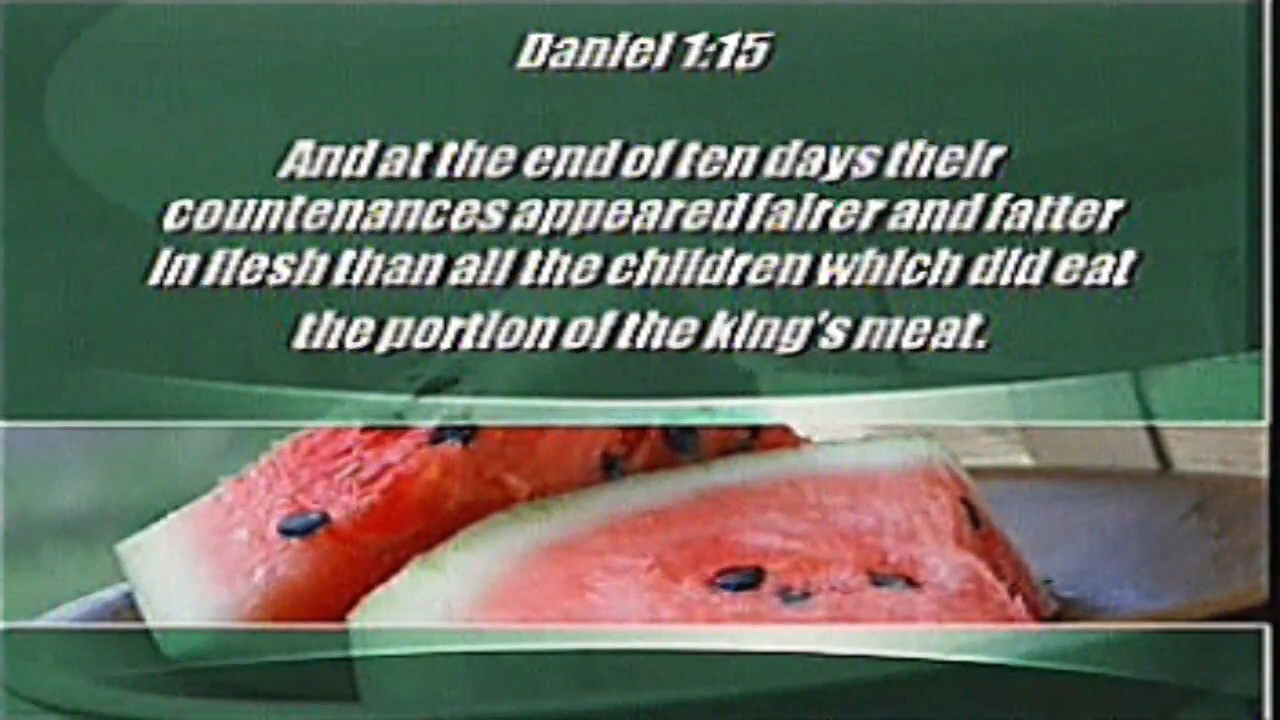 Daniel 1:15
And at the end of ten days their
countenances appeared fairer and fatter
in flesh than all the children which did eat
the portion of the king's meat.